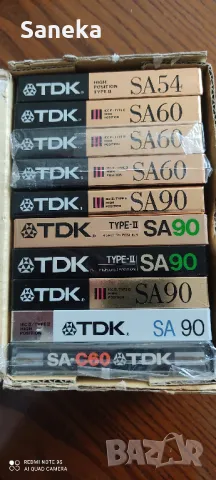 Saneka
TDK. HIGH POSITION TYPE II SA54
TDK. SA60
TDK. SA60
TDK. SA60
TDK. SA90
TDK. TYPE-II SA90
TDK. TYPE-II SA90
TDK. SA90
TDK. SA 90
SA-C60 TDK
REDMI NOTE 9S
AI QUAD CAMERA
bazar